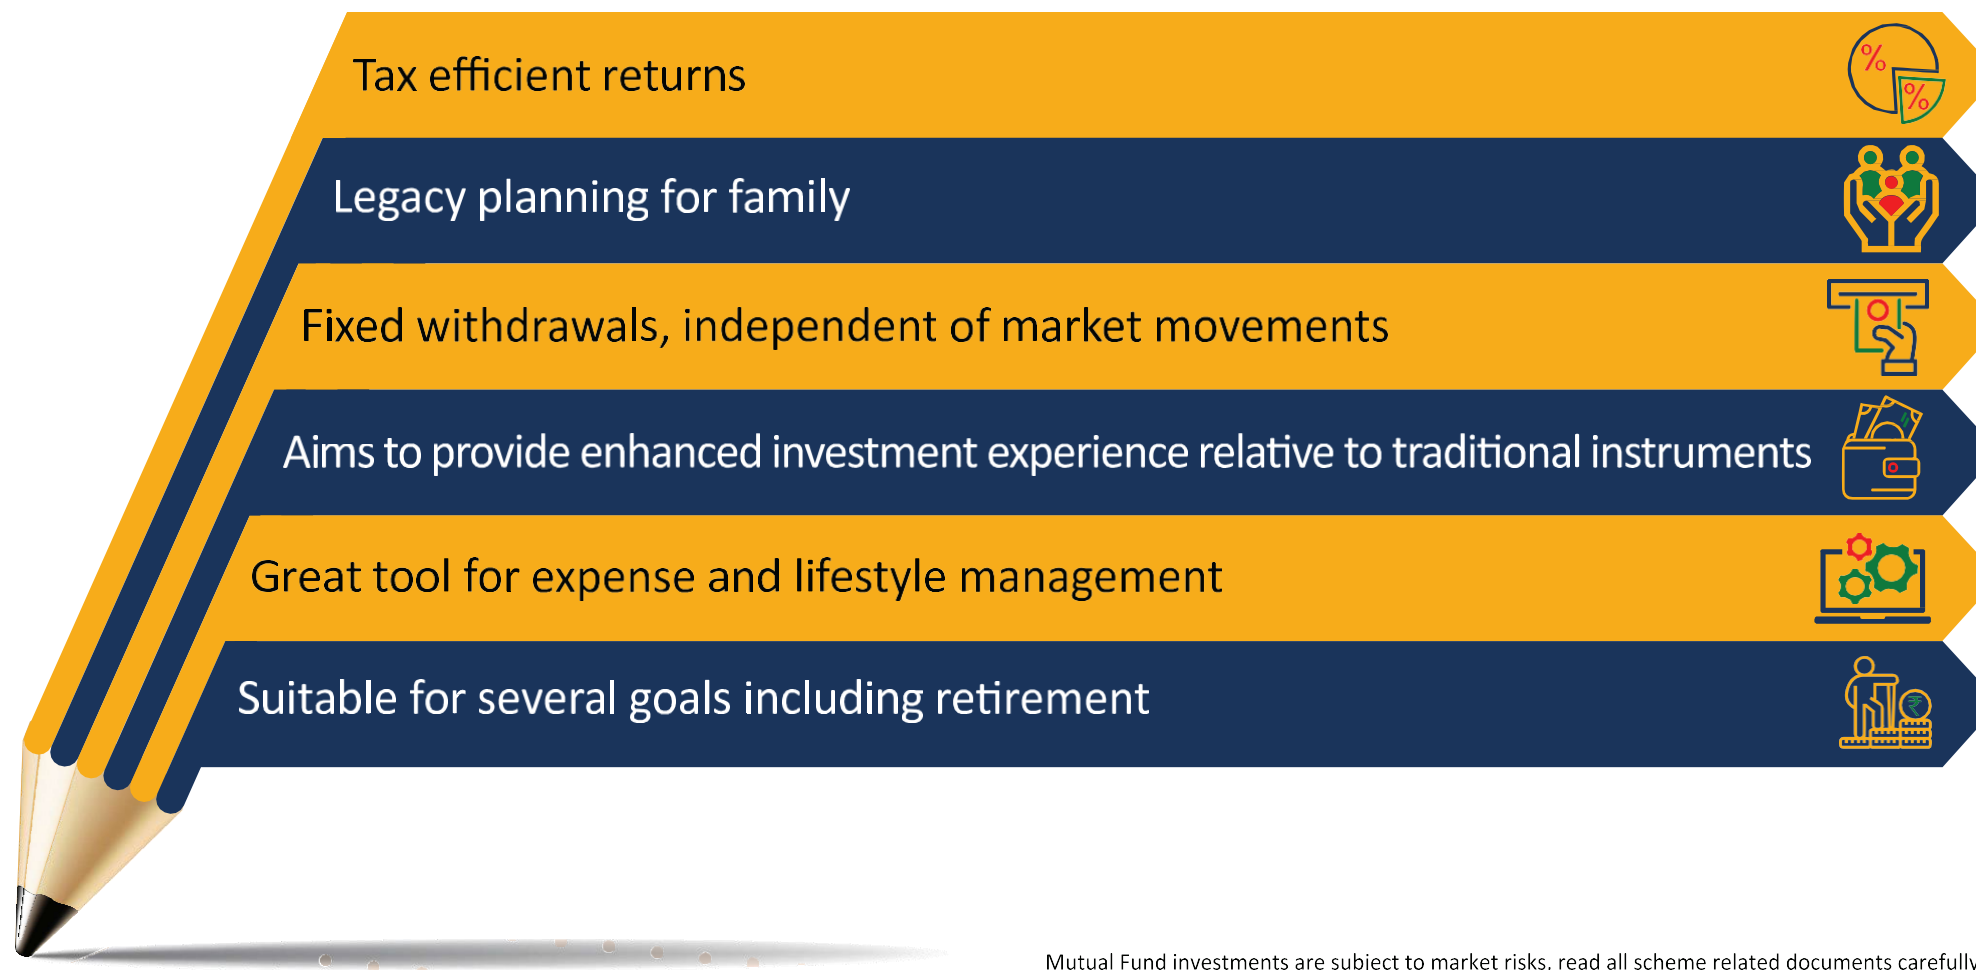 Tax efficient returns
Legacy planning for family
Fixed withdrawals, independent of market movements
Aims to provide enhanced investment experience relative to traditional instruments
Great tool for expense and lifestyle management
Suitable for several goals including retirement
Mutual Fund investments are subject to market risks, read all scheme related documents carefully